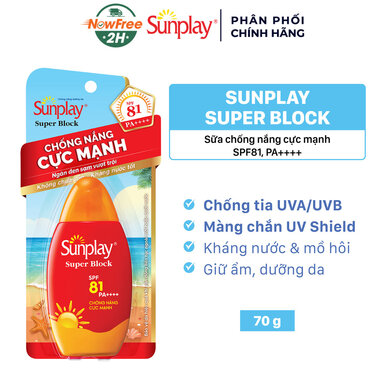 NowFree
-2H-
Sunplay®
PHÂN PHỐI
CHÍNH HÃNG
Sunplay®
Super Block
SPF
81
PA++++
CHỐNG NẮNG
CỰC MẠNH
Ngăn đen sạm vượt trội
Sunplay®
Super Block
SPF
81
PA++++
CHỐNG NẮNG
CỰC MẠNH
SUNPLAY
SUPER BLOCK
Sữa chống nắng cực mạnh
SPF81, PA++++
Chống tia UVA/UVB
Màng chắn UV Shield
Kháng nước & mồ hôi
Giữ ẩm, dưỡng da
70 g